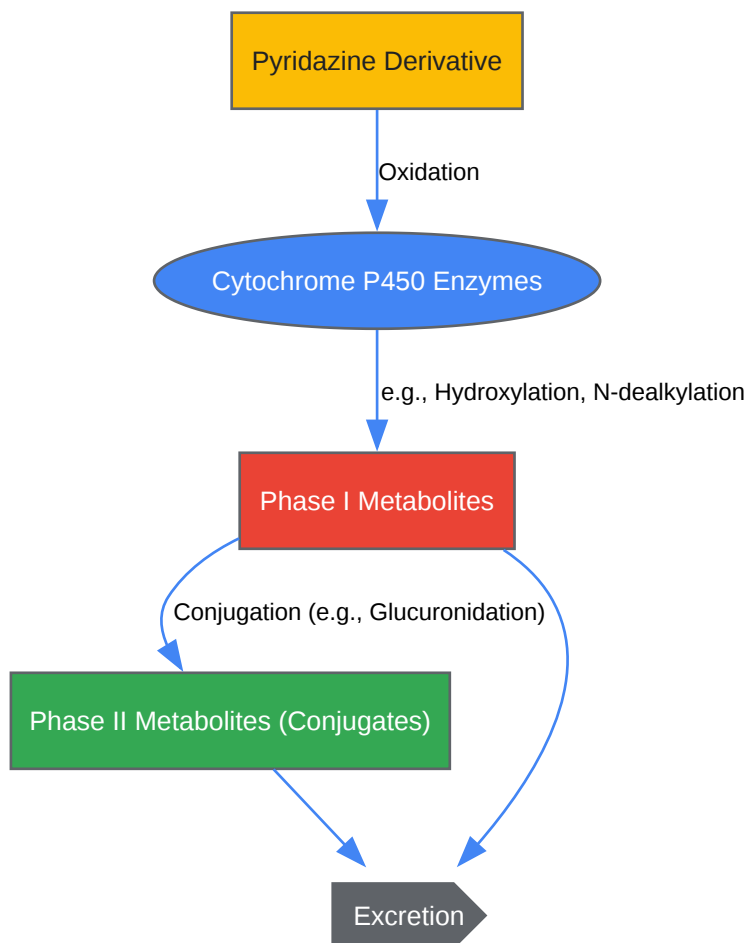 Pyridazine Derivative
Oxidation
Cytochrome P450 Enzymes
e.g., Hydroxylation, N-dealkylation
Phase I Metabolites
Conjugation (e.g., Glucuronidation)
Phase II Metabolites (Conjugates)
Excretion